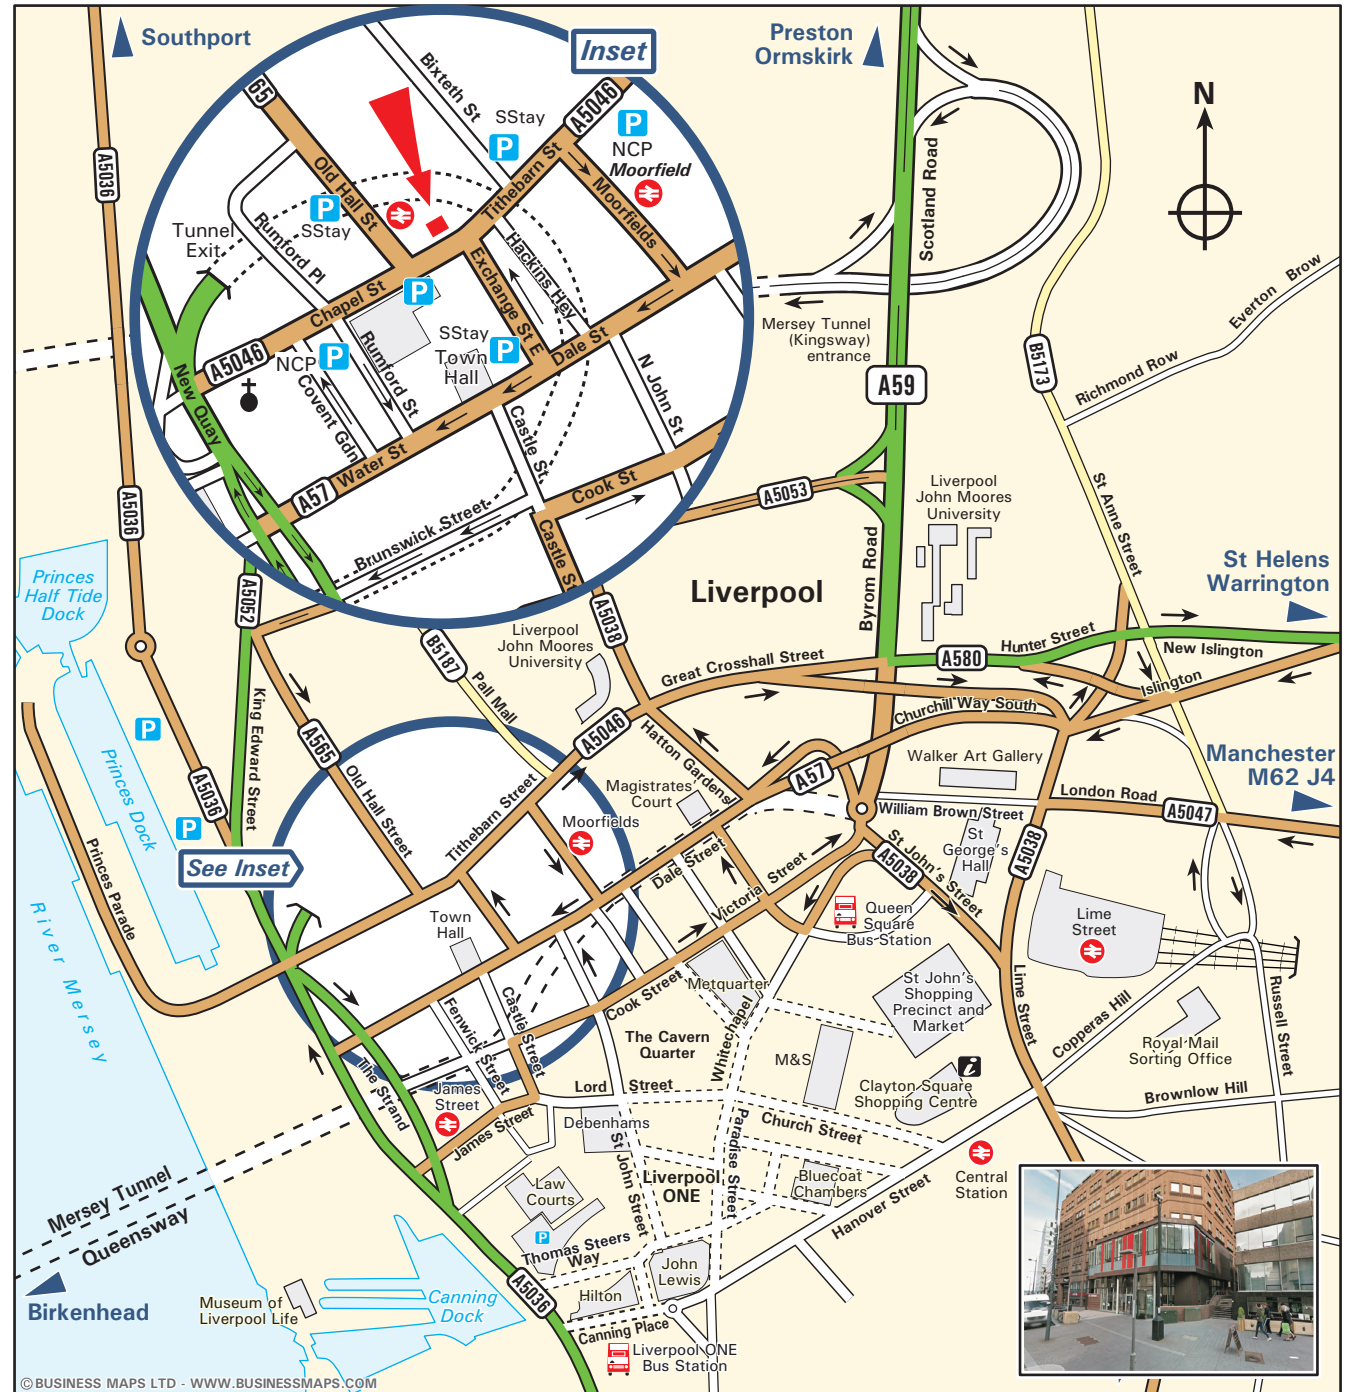 Southport
Preston
Ormskirk
Inset
N
65
A5046
Bixteth St
SStay
P
P
NCP
Moorfield
Old Hall St
Tithebarn St
Moorfields
P
SStay
Tunnel
Exit
Rumford Pl
Hackins Hey
Exchange St E
Chapel St
P
A5046
NCP
P
SStay
P
Town
Hall
Dale St
Rumford St
Covent Gdn
New Quay
N John St
Castle St.
Water St
A57
Cook St
Brunswick Street
Castle St
A5036
A5036
A5052
A5038
B5187
A5053
Scotland Road
Mersey Tunnel
(Kingsway)
entrance
A59
B5173
Everton Brow
Richmond Row
St Anne Street
Liverpool
John Moores
University
Byrom Road
Liverpool
St Helens
Warrington
Princes
Half Tide
Dock
Liverpool
John Moores
University
Great Crosshall Street
A580
Hunter Street
New Islington
Islington
Churchill Way South
Pall Mall
King Edward Street
P
A565
A5046
Hatton Gardens
A57
Walker Art Gallery
Manchester
M62 J4
Princes Dock
A5036
Old Hall Street
Magistrates'
Court
London Road
A5047
William Brown Street
P
Tithebarn Street
Moorfields
Dale Street
St
George's
Hall
A5038
A5038
St John's Street
See Inset
Princes Parade
Victoria Street
Queen
Square
Bus Station
Lime
Street
Town
Hall
River Mersey
Metquarter
St John's
Shopping
Precinct and
Market
Castle Street
Cook Street
Fenwick Street
The Cavern
Quarter
Whitechapel
Lime Street
Copperas Hill
Royal Mail
Sorting Office
Russell Street
M&S
The Strand
James
Street
Lord Street
Clayton Square
Shopping Centre
Brownlow Hill
James Street
Debenhams
Church Street
Paradise Street
St John Street
Law
Courts
Liverpool
ONE
Bluecoat
Chambers
Central
Station
Hanover Street
Mersey Tunnel
Queensway
P
Thomas Steers
Way
John
Lewis
A5036
Hilton
Birkenhead
Museum of
Liverpool Life
Canning
Dock
Canning Place
Liverpool ONE
Bus Station
© BUSINESS MAPS LTD - WWW.BUSINESSMAPS.COM